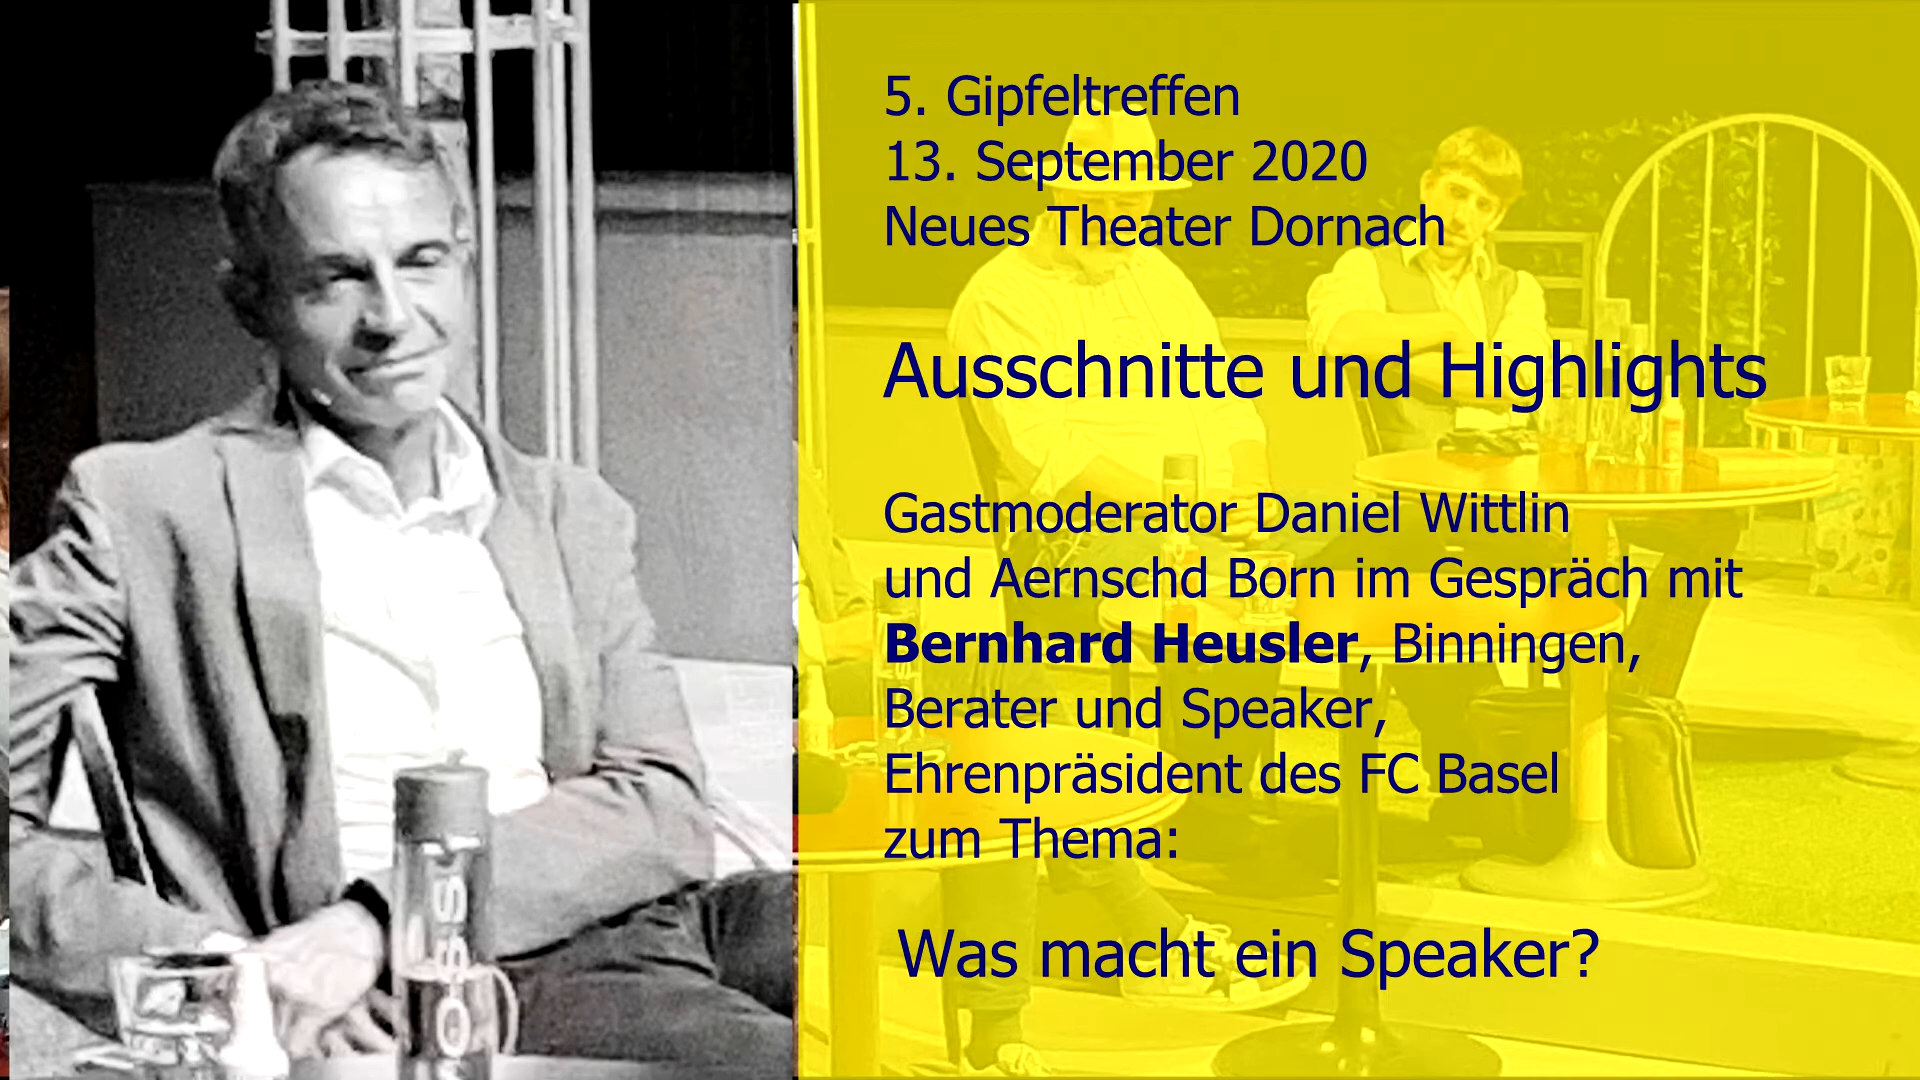 5. Gipfeltreffen
13. September 2020
Neues Theater Dornach
Ausschnitte und Highlights
Gastmoderator Daniel Wittlin
und Aernschd Born im Gespräch mit
Bernhard Heusler, Binningen,
Berater und Speaker,
Ehrenpräsident des FC Basel
zum Thema:
Was macht ein Speaker?